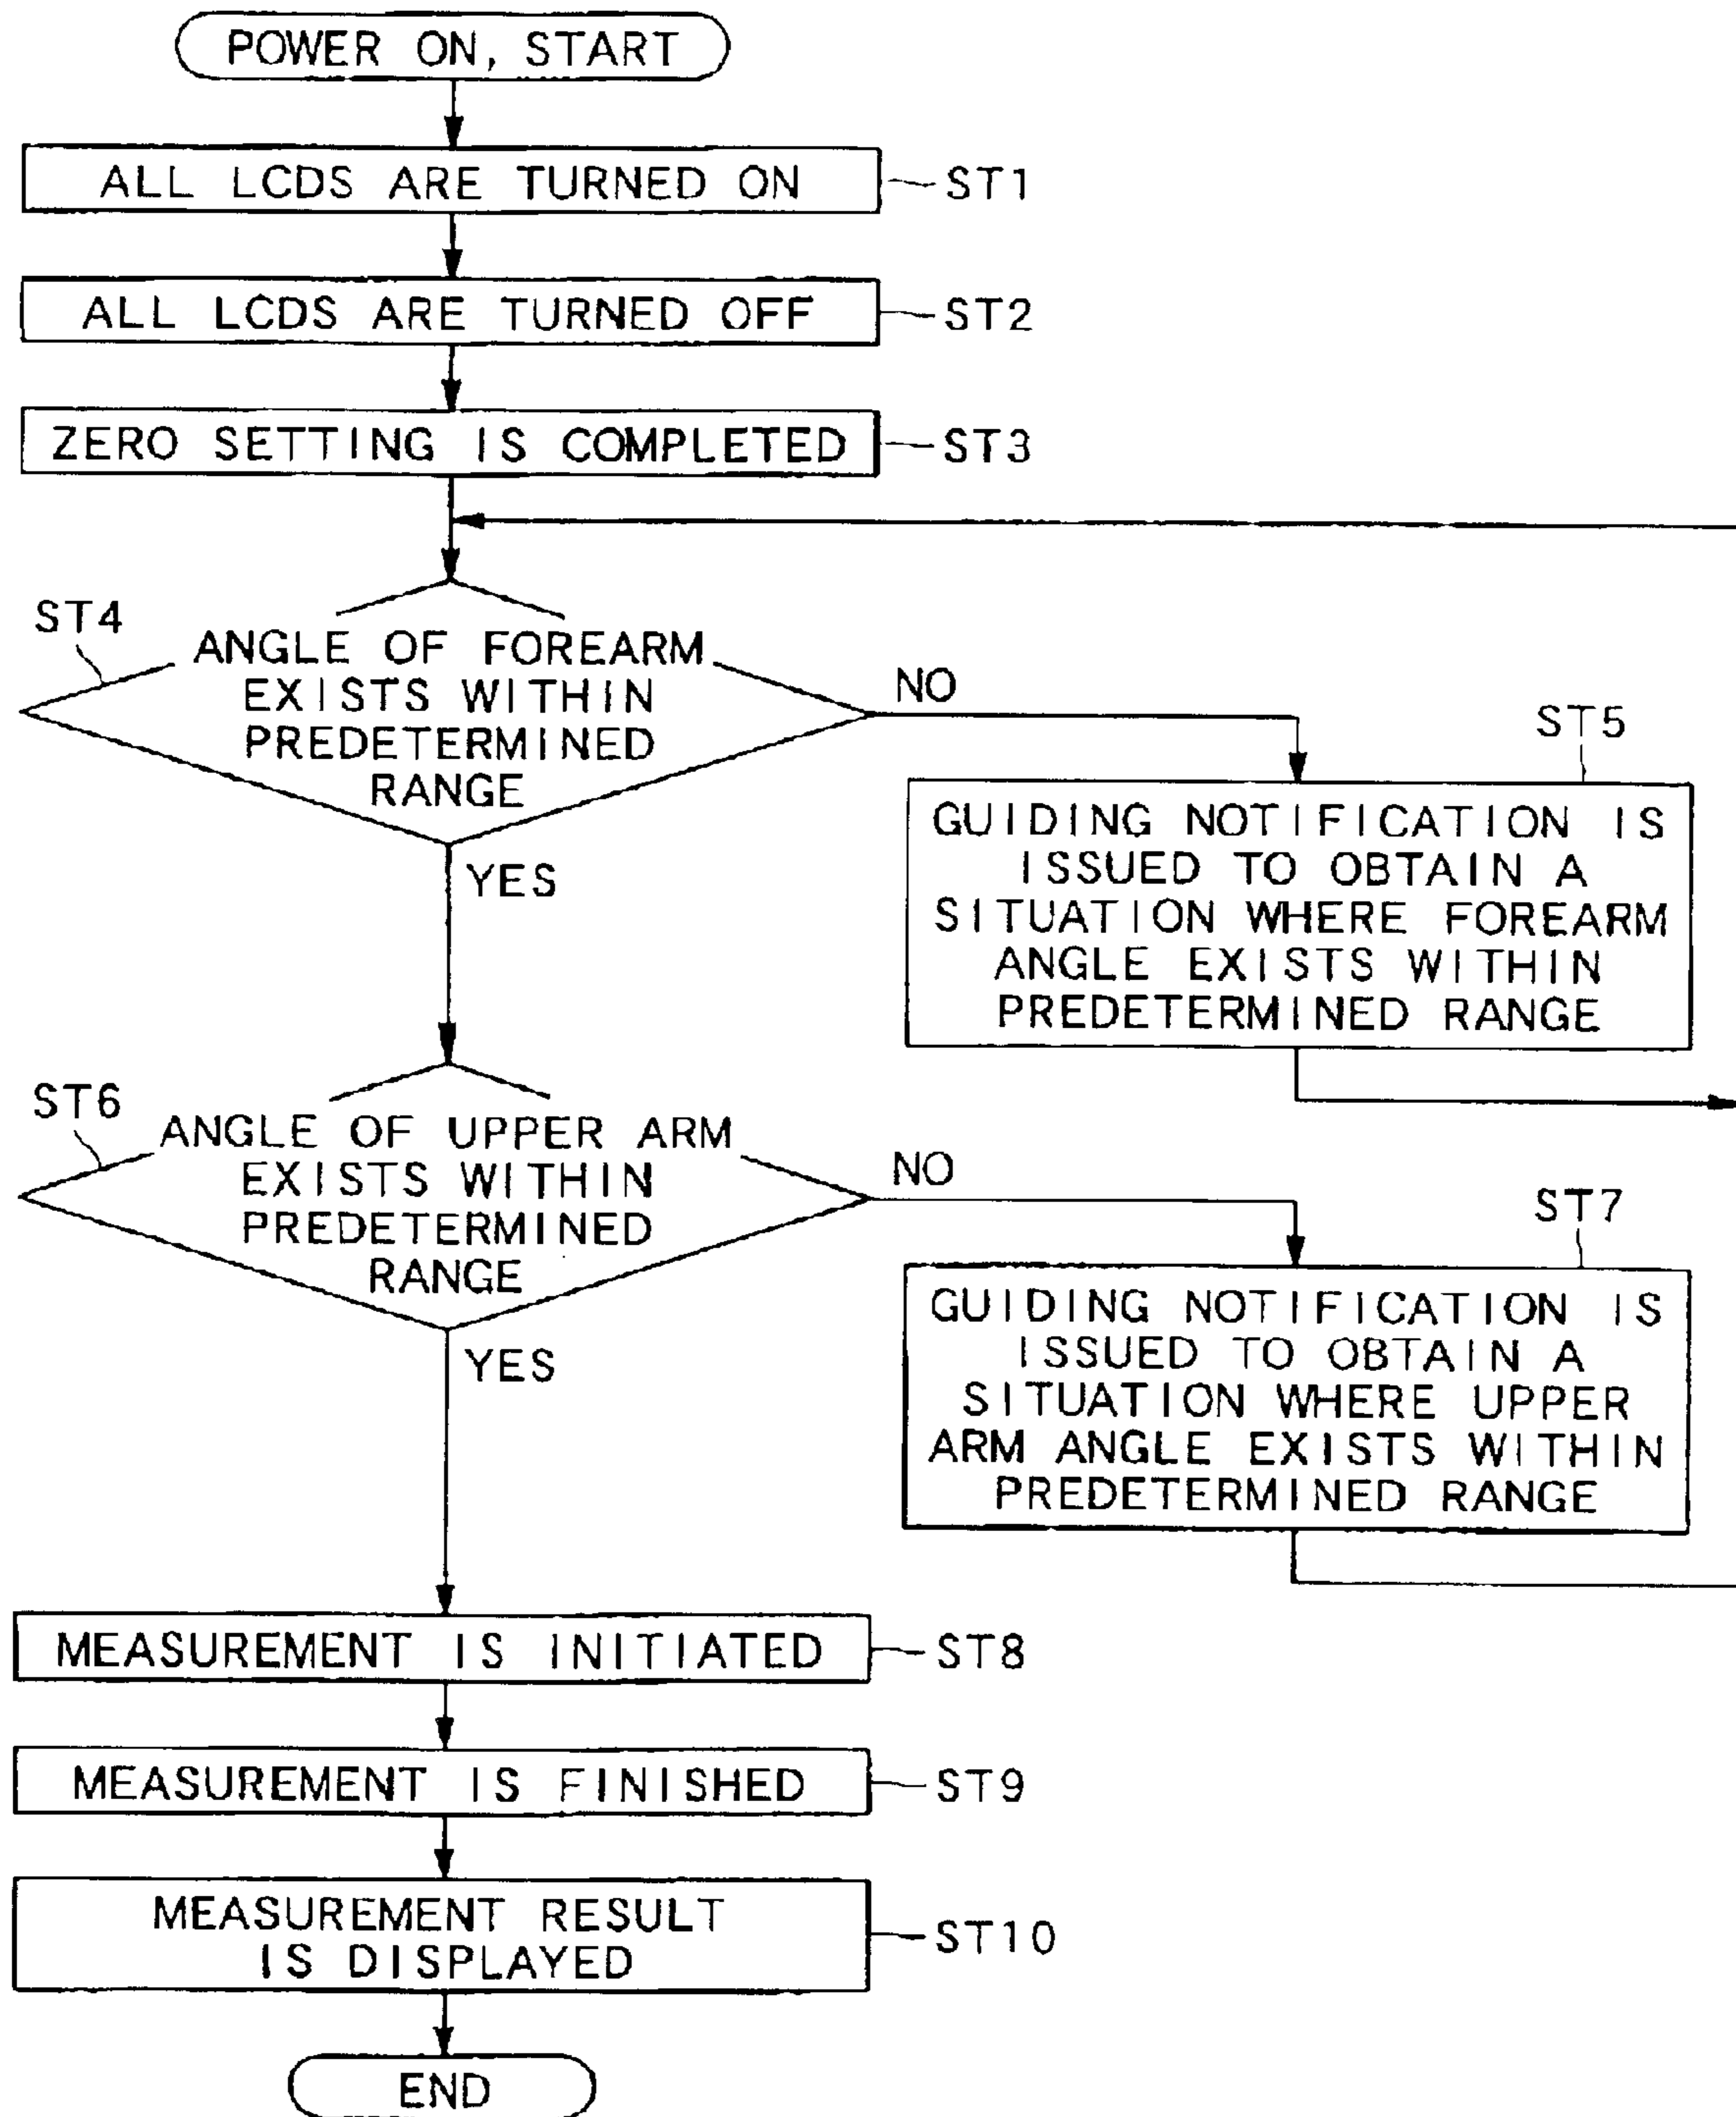 POWER ON, START
ALL LCDS ARE TURNED ON
ST1
ALL LCDS ARE TURNED OFF
ST2
ZERO SETTING IS COMPLETED
ST3
ST4
ANGLE OF FOREARM
EXISTS WITHIN
PREDETERMINED
RANGE
NO
YES
ST5
GUIDING NOTIFICATION IS
ISSUED TO OBTAIN A
SITUATION WHERE FOREARM
ANGLE EXISTS WITHIN
PREDETERMINED RANGE
ST6
ANGLE OF UPPER ARM
EXISTS WITHIN
PREDETERMINED
RANGE
NO
YES
ST7
GUIDING NOTIFICATION IS
ISSUED TO OBTAIN A
SITUATION WHERE UPPER
ARM ANGLE EXISTS WITHIN
PREDETERMINED RANGE
MEASUREMENT IS INITIATED
ST8
MEASUREMENT IS FINISHED
ST9
MEASUREMENT RESULT
IS DISPLAYED
ST10
END